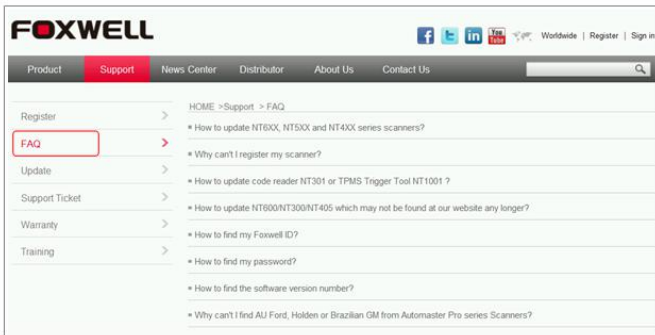 FOXWELL
You Tube
Worldwide | Register | Sign in
Product Support News Center Distributor About Us Contact Us
HOME >Support > FAQ
Register
FAQ
Update
Support Ticket
Warranty
Training
How to update NT6XX, NT5XX and NT4XX series scanners?
Why can't I register my scanner?
How to update code reader NT301 or TPMS Trigger Tool NT1001 ?
How to update NT600/NT300/NT405 which may not be found at our website any longer?
How to find my Foxwell ID?
How to find my password?
How to find the software version number?
Why can't I find AU Ford, Holden or Brazilian GM from Automaster Pro series Scanners?